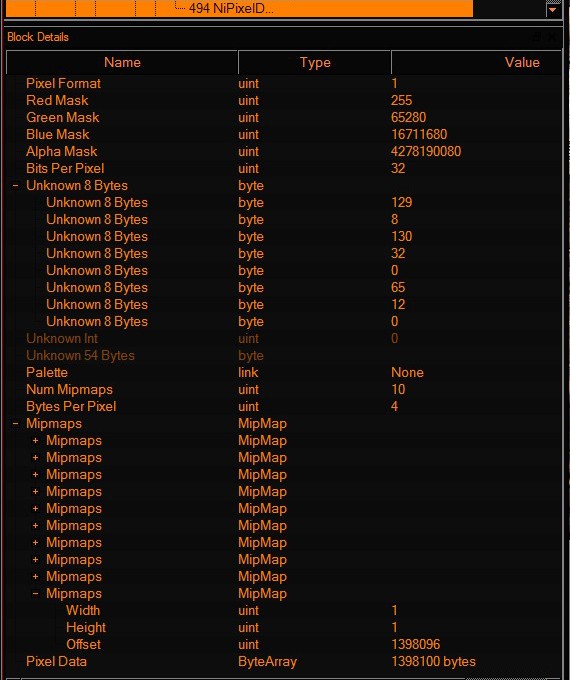 494 NiPixelD...
Block Details
Name Type Value
Pixel Format uint 1
Red Mask uint 255
Green Mask uint 65280
Blue Mask uint 16711680
Alpha Mask uint 4278190080
Bits Per Pixel uint 32
- Unknown 8 Bytes byte
Unknown 8 Bytes byte 129
Unknown 8 Bytes byte 8
Unknown 8 Bytes byte 130
Unknown 8 Bytes byte 32
Unknown 8 Bytes byte 0
Unknown 8 Bytes byte 65
Unknown 8 Bytes byte 12
Unknown 8 Bytes byte 0
Unknown Int uint 0
Unknown 54 Bytes byte
Palette link None
Num Mipmaps uint 10
Bytes Per Pixel uint 4
- Mipmaps MipMap
+ Mipmaps MipMap
+ Mipmaps MipMap
+ Mipmaps MipMap
+ Mipmaps MipMap
+ Mipmaps MipMap
+ Mipmaps MipMap
+ Mipmaps MipMap
+ Mipmaps MipMap
+ Mipmaps MipMap
- Mipmaps MipMap
Width uint 1
Height uint 1
Offset uint 1398096
Pixel Data ByteArray 1398100 bytes